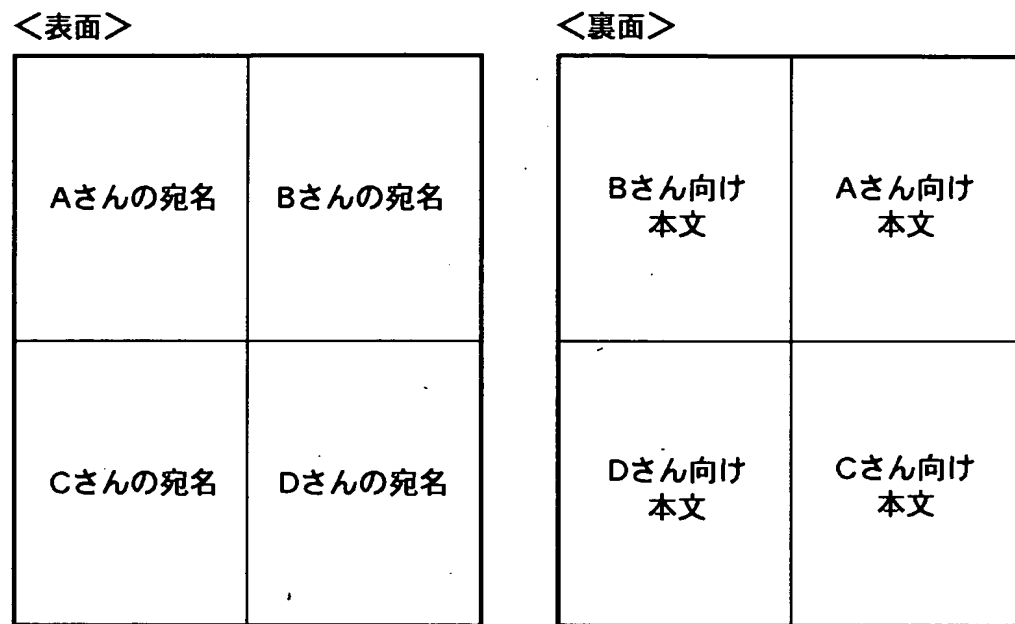 <表面>
Aさんの宛名
Bさんの宛名
Cさんの宛名
Dさんの宛名
<裏面>
Bさん向け
本文
Aさん向け
本文
Dさん向け
本文
Cさん向け
本文